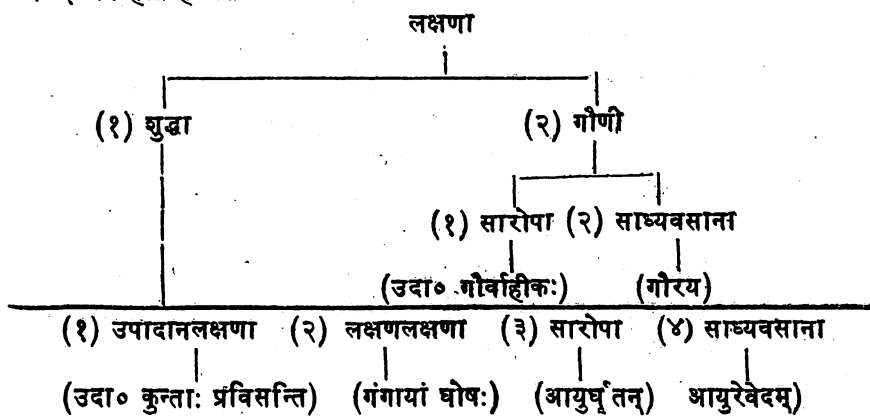 लक्षणा
(१) शुद्धा (२) गौणी
(१) सारोपा (२) साध्यवसाना
(उदा० गौर्वाहीकः) (गौरय)
(१) उपादानलक्षणा (२) लक्षणलक्षणा (३) सारोपा (४) साध्यवसाना
(उदा० कुन्ताः प्रविसन्ति) (गंगायां घोषः) (आयुर्घृतन्) आयुरेवेदम्)